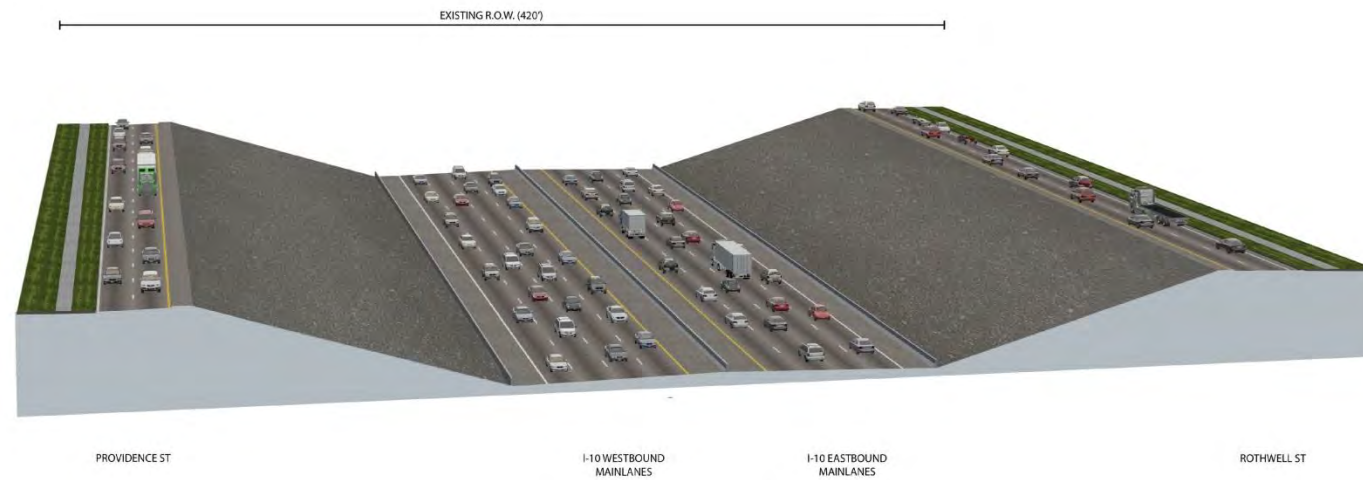 EXISTING R.O.W. (420')
PROVIDENCE ST
I-10 WESTBOUND
MAINLANES
I-10 EASTBOUND
MAINLANES
ROTHWELL ST